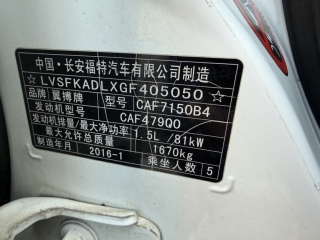 中国·长安福特汽车有限公司制造
☆LVSFKADLXGF405050☆
品牌 翼搏牌 型号 CAF7150B4
发动机型号 CAF479Q0
发动机排量/最大净功率 1.5L /81kW
最大允许总质量 1670kg
制造年月 2016-1 乘坐人数 5